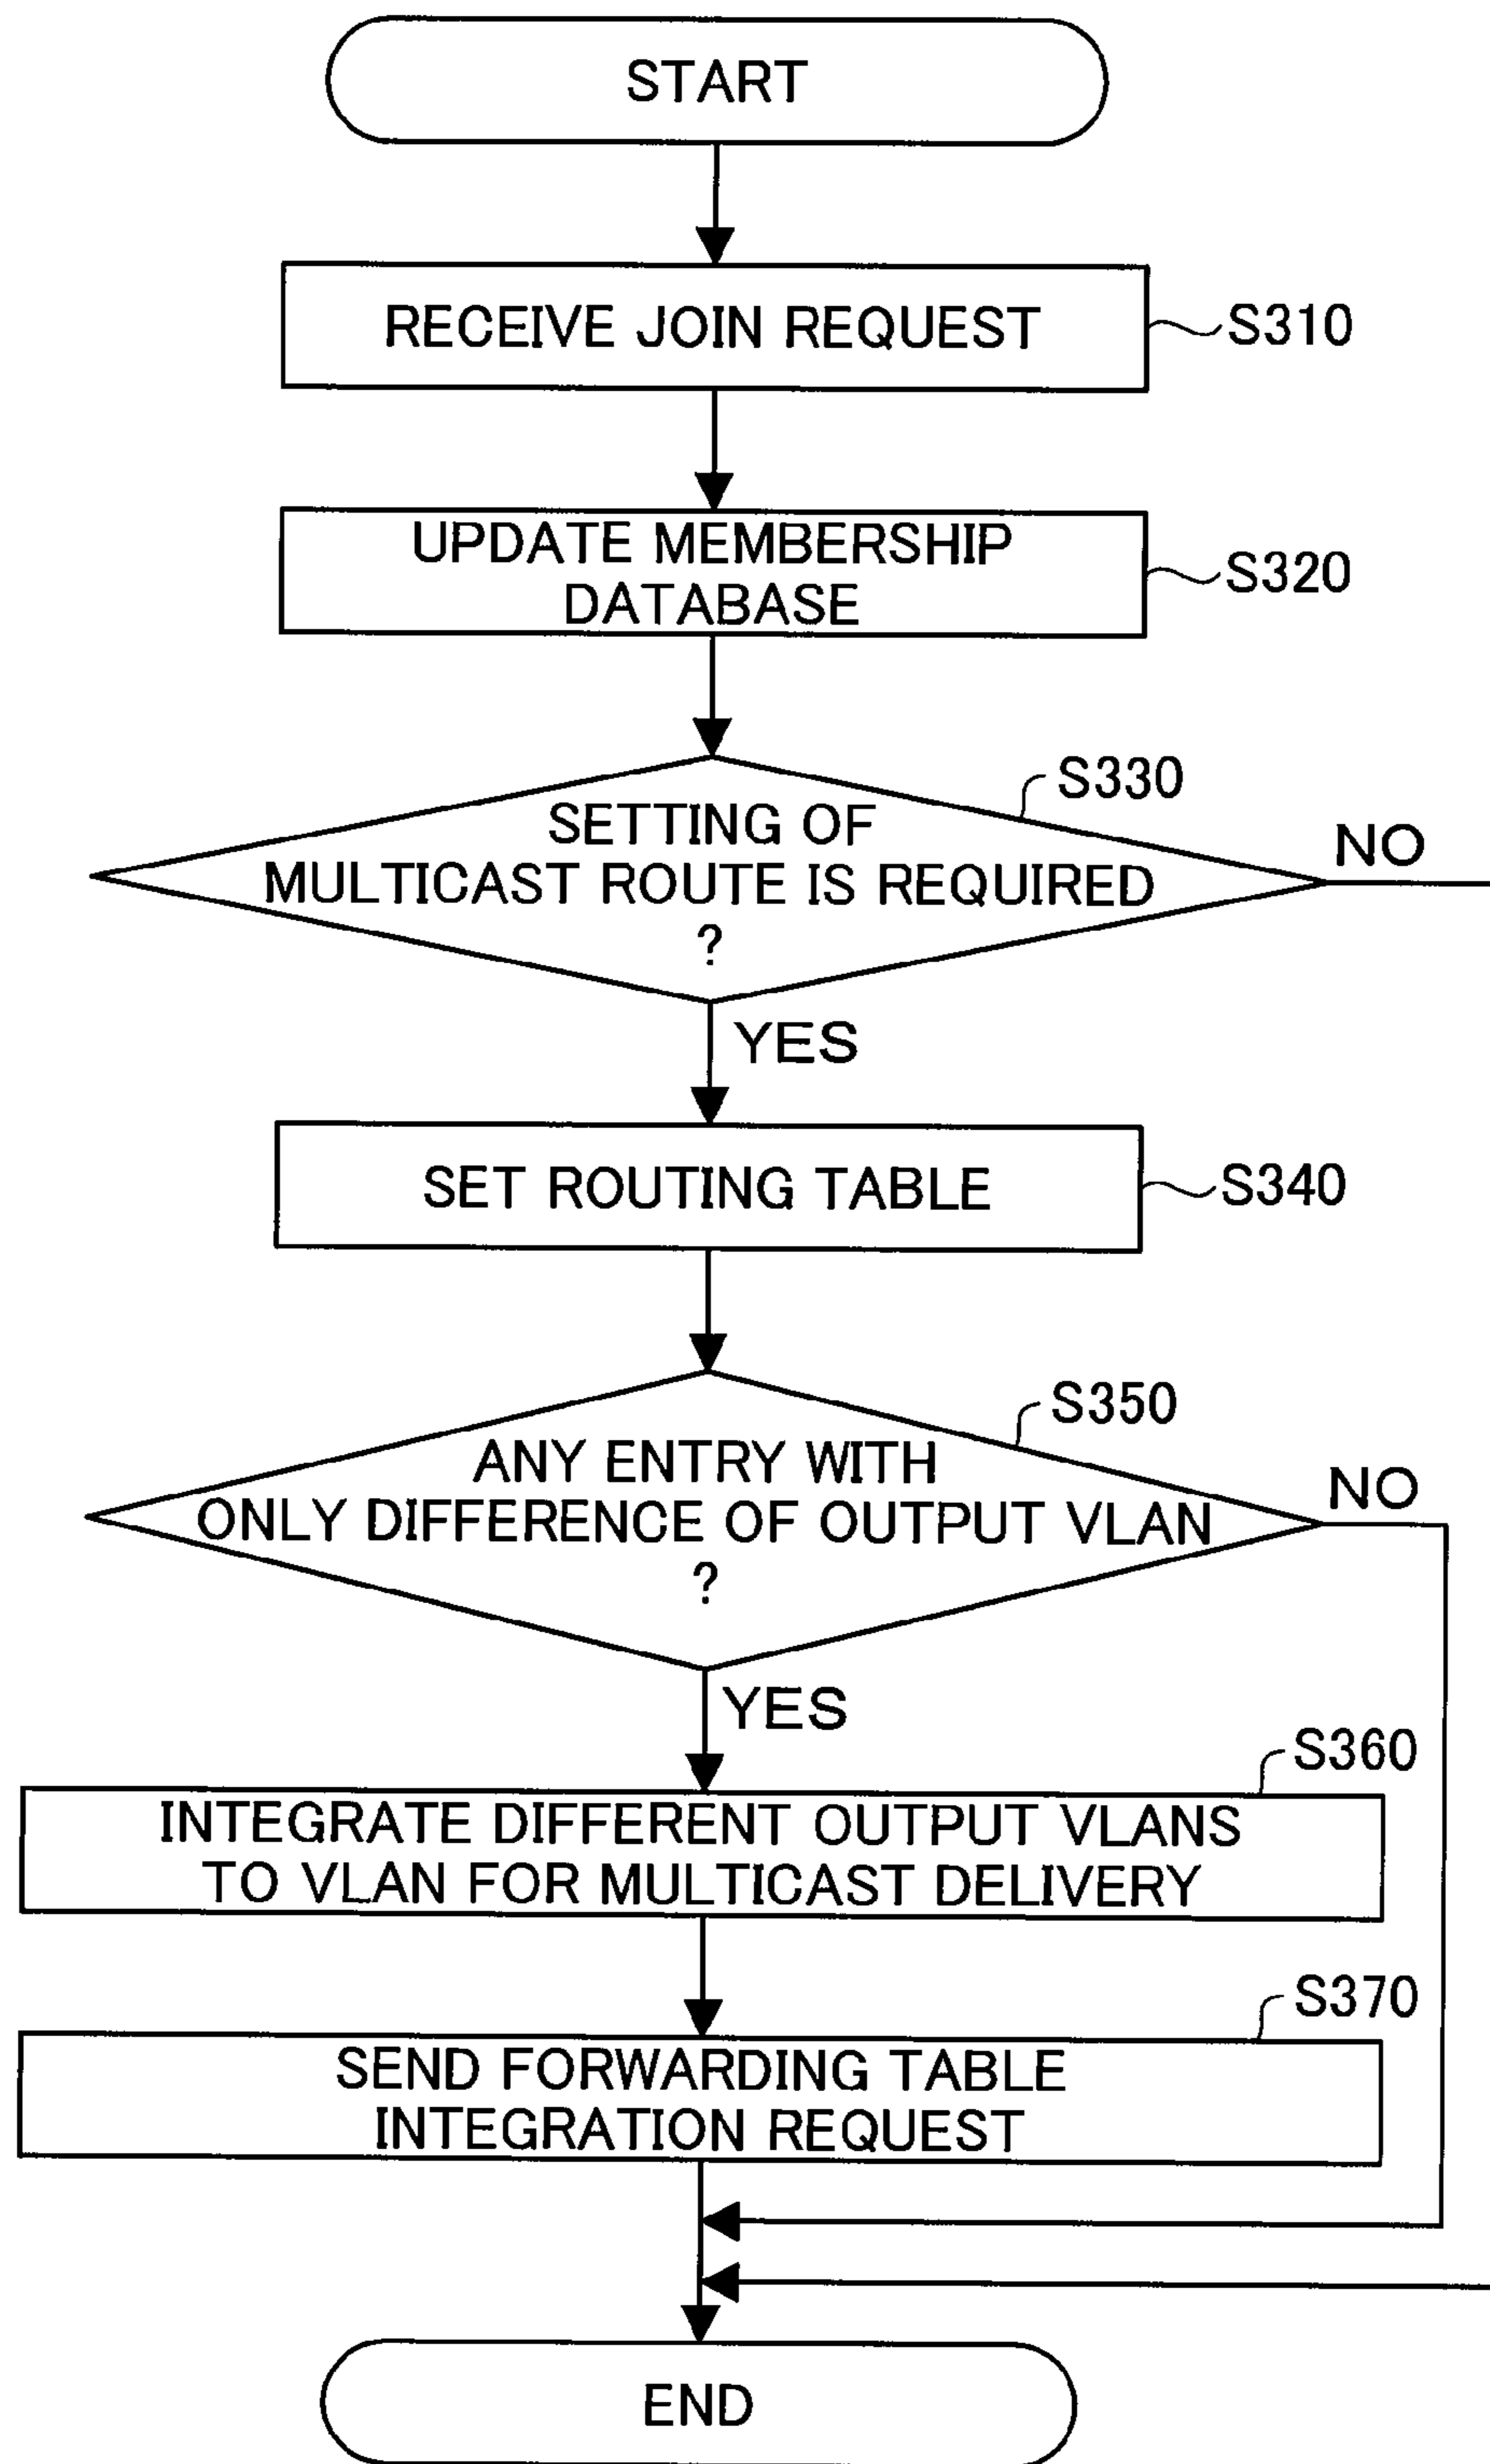 START
RECEIVE JOIN REQUEST
S310
UPDATE MEMBERSHIP
DATABASE
S320
S330
SETTING OF
MULTICAST ROUTE IS REQUIRED
?
NO
YES
SET ROUTING TABLE
S340
S350
ANY ENTRY WITH
ONLY DIFFERENCE OF OUTPUT VLAN
?
NO
YES
S360
INTEGRATE DIFFERENT OUTPUT VLANS
TO VLAN FOR MULTICAST DELIVERY
S370
SEND FORWARDING TABLE
INTEGRATION REQUEST
END